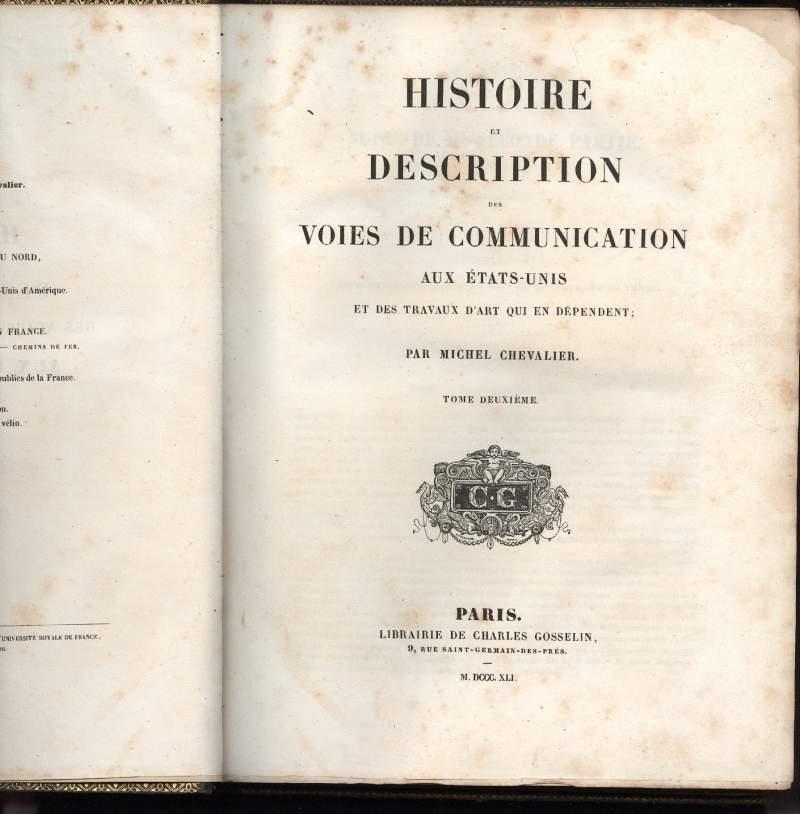 valier.
U NORD,
-Unis d'Amérique.
N FRANCE.
— CHEMINS DE FER.
publics de la France.
on.
vélin.
'UNIVERSITÉ ROYALE DE FRANCE,
HISTOIRE
ET
DESCRIPTION
DES
VOIES DE COMMUNICATION
AUX ÉTATS-UNIS
ET DES TRAVAUX D'ART QUI EN DÉPENDENT;
PAR MICHEL CHEVALIER.
TOME DEUXIÈME.
C·G
PARIS.
LIBRAIRIE DE CHARLES GOSSELIN,
9, RUE SAINT-GERMAIN-DES-PRÉS.
M. DCCC. XLI.